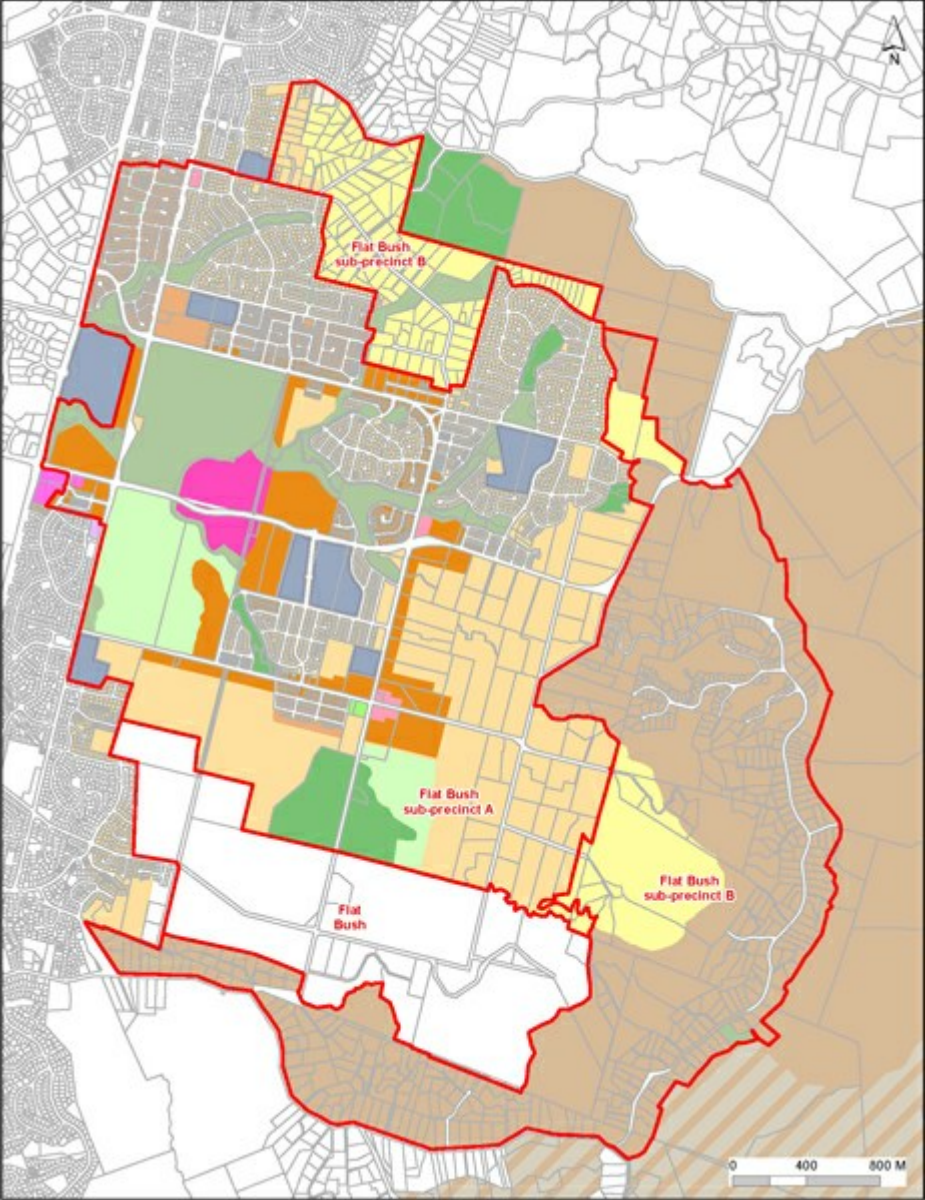 N
Flat Bush
sub-precinct B
Flat Bush
sub-precinct A
Flat Bush
sub-precinct B
Flat
Bush
0 400 800 M